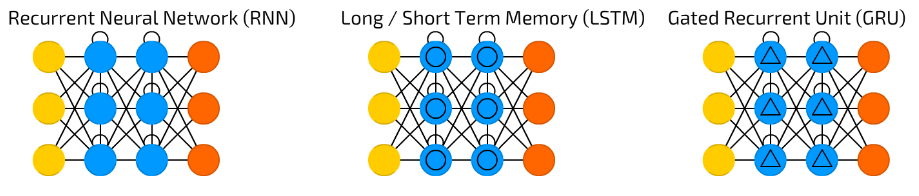 Recurrent Neural Network (RNN)
Long / Short Term Memory (LSTM)
Gated Recurrent Unit (GRU)